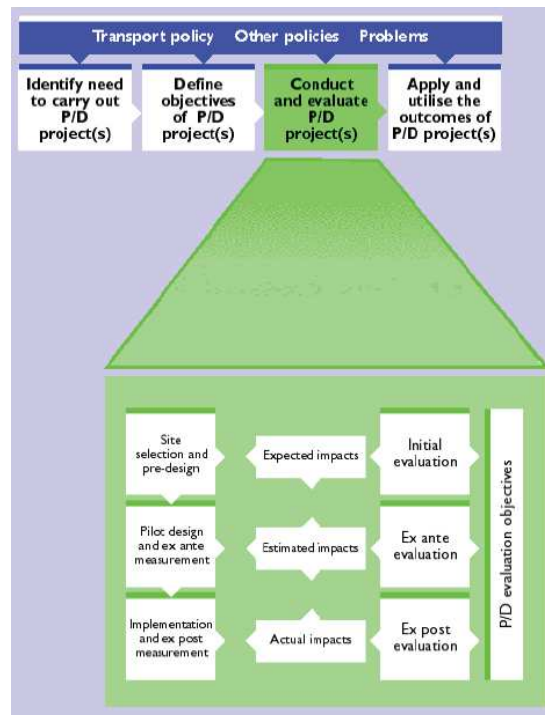 Transport policy Other policies Problems
Identify need
to carry out
P/D
project(s)
Define
objectives
of P/D
project(s)
Conduct
and evaluate
P/D
project(s)
Apply and
utilise the
outcomes of
P/D project(s)
Site
selection and
pre-design
Expected impacts
Initial
evaluation
Pilot design
and ex ante
measurement
Estimated impacts
Ex ante
evaluation
Implementation
and ex post
measurement
Actual impacts
Ex post
evaluation
P/D evaluation objectives